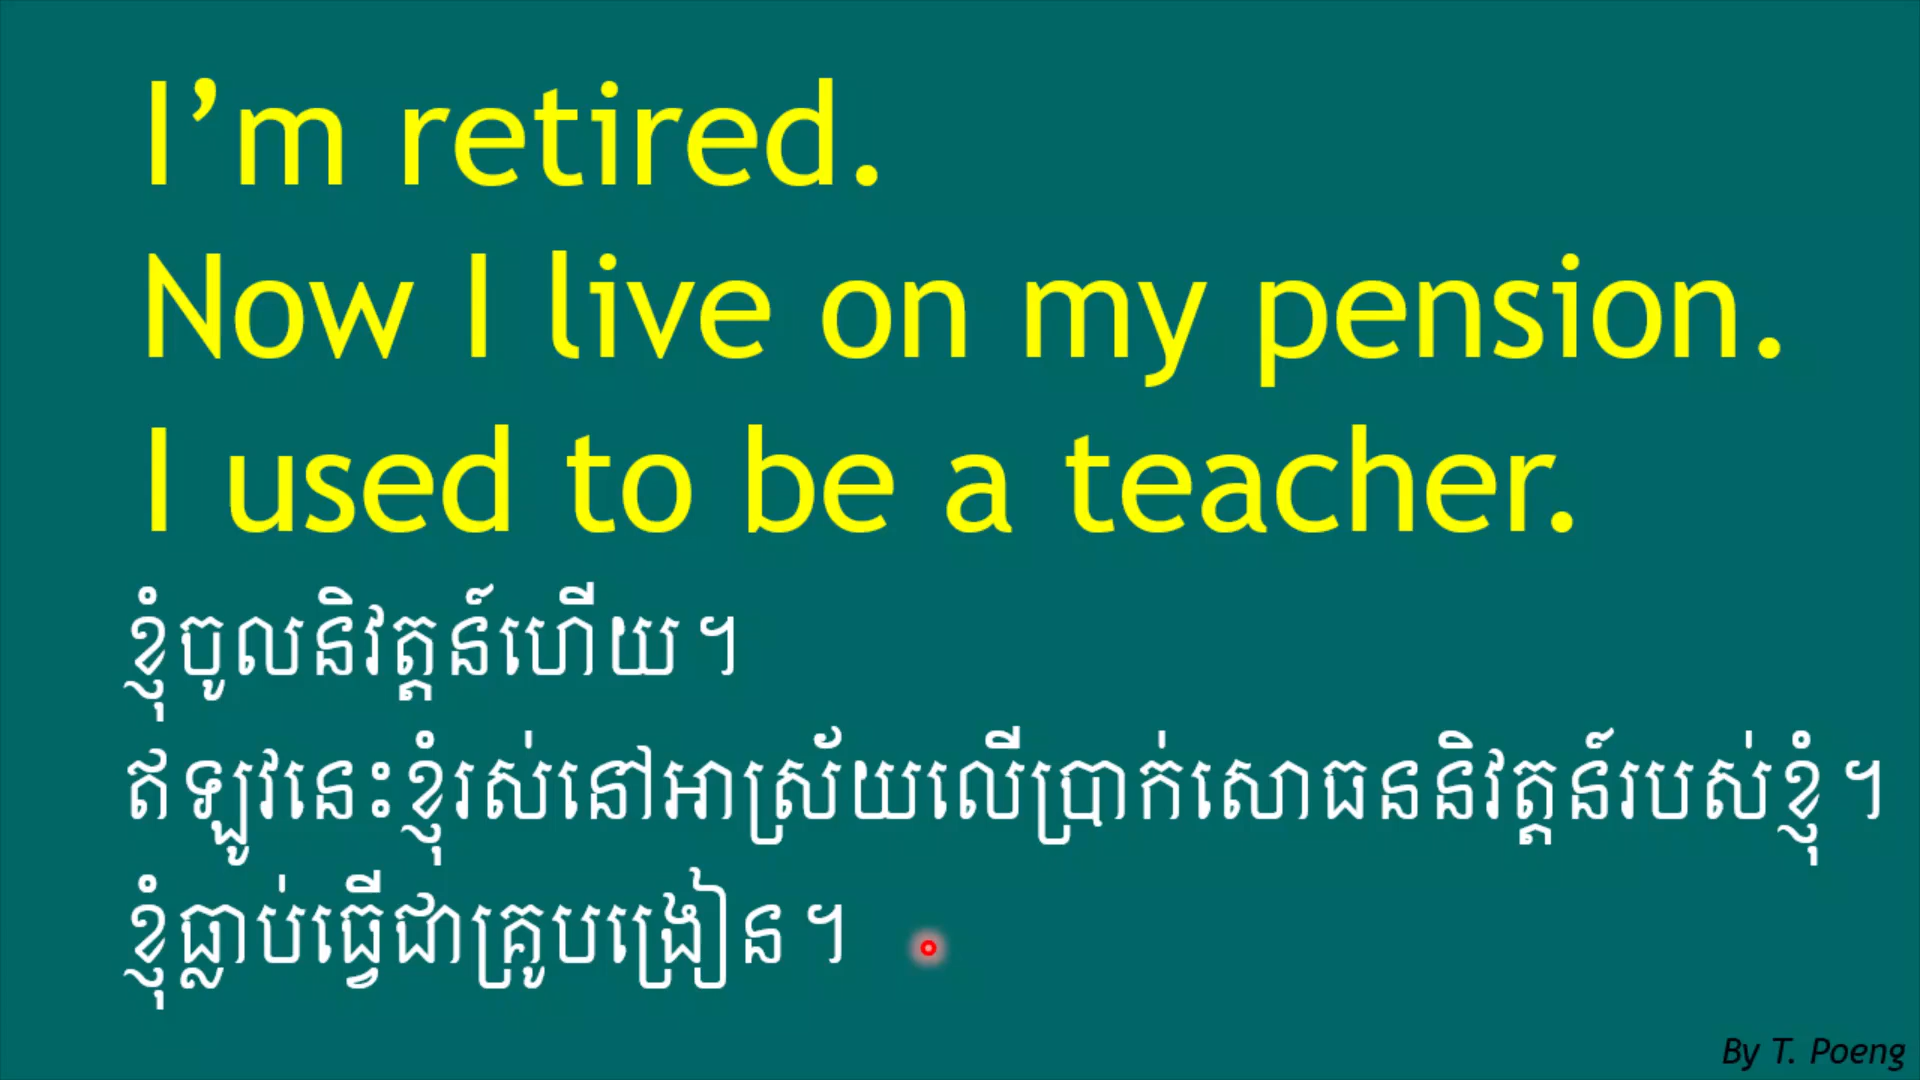 I’m retired.
Now I live on my pension.
I used to be a teacher.
ខ្ញុំចូលនិវត្តន៍ហើយ។
ឥឡូវនេះខ្ញុំរស់នៅអាស្រ័យលើប្រាក់សោធននិវត្តន៍របស់ខ្ញុំ។
ខ្ញុំធ្លាប់ធ្វើជាគ្រូបង្រៀន។
By T. Poeng